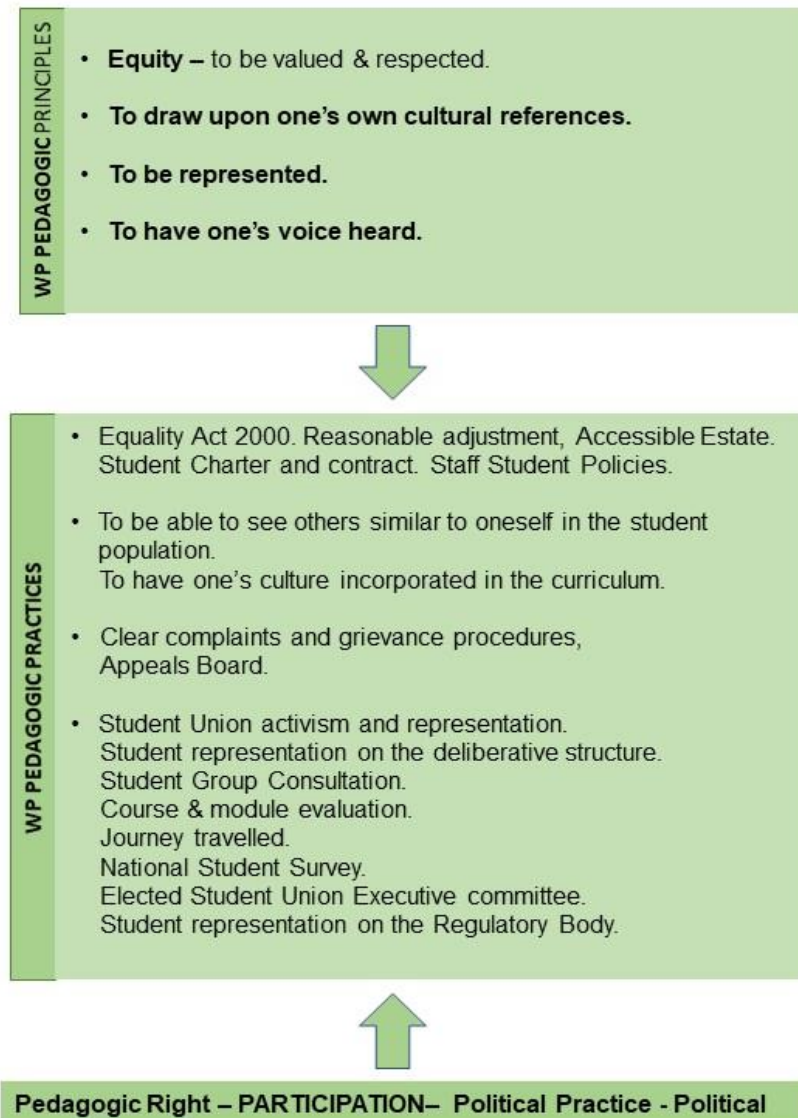 WP PEDAGOGIC PRINCIPLES
• Equity – to be valued & respected.
• To draw upon one's own cultural references.
• To be represented.
• To have one's voice heard.
WP PEDAGOGIC PRACTICES
• Equality Act 2000. Reasonable adjustment, Accessible Estate.
Student Charter and contract. Staff Student Policies.
• To be able to see others similar to oneself in the student
population.
To have one's culture incorporated in the curriculum.
• Clear complaints and grievance procedures,
Appeals Board.
• Student Union activism and representation.
Student representation on the deliberative structure.
Student Group Consultation.
Course & module evaluation.
Journey travelled.
National Student Survey.
Elected Student Union Executive committee.
Student representation on the Regulatory Body.
Pedagogic Right – PARTICIPATION– Political Practice - Political